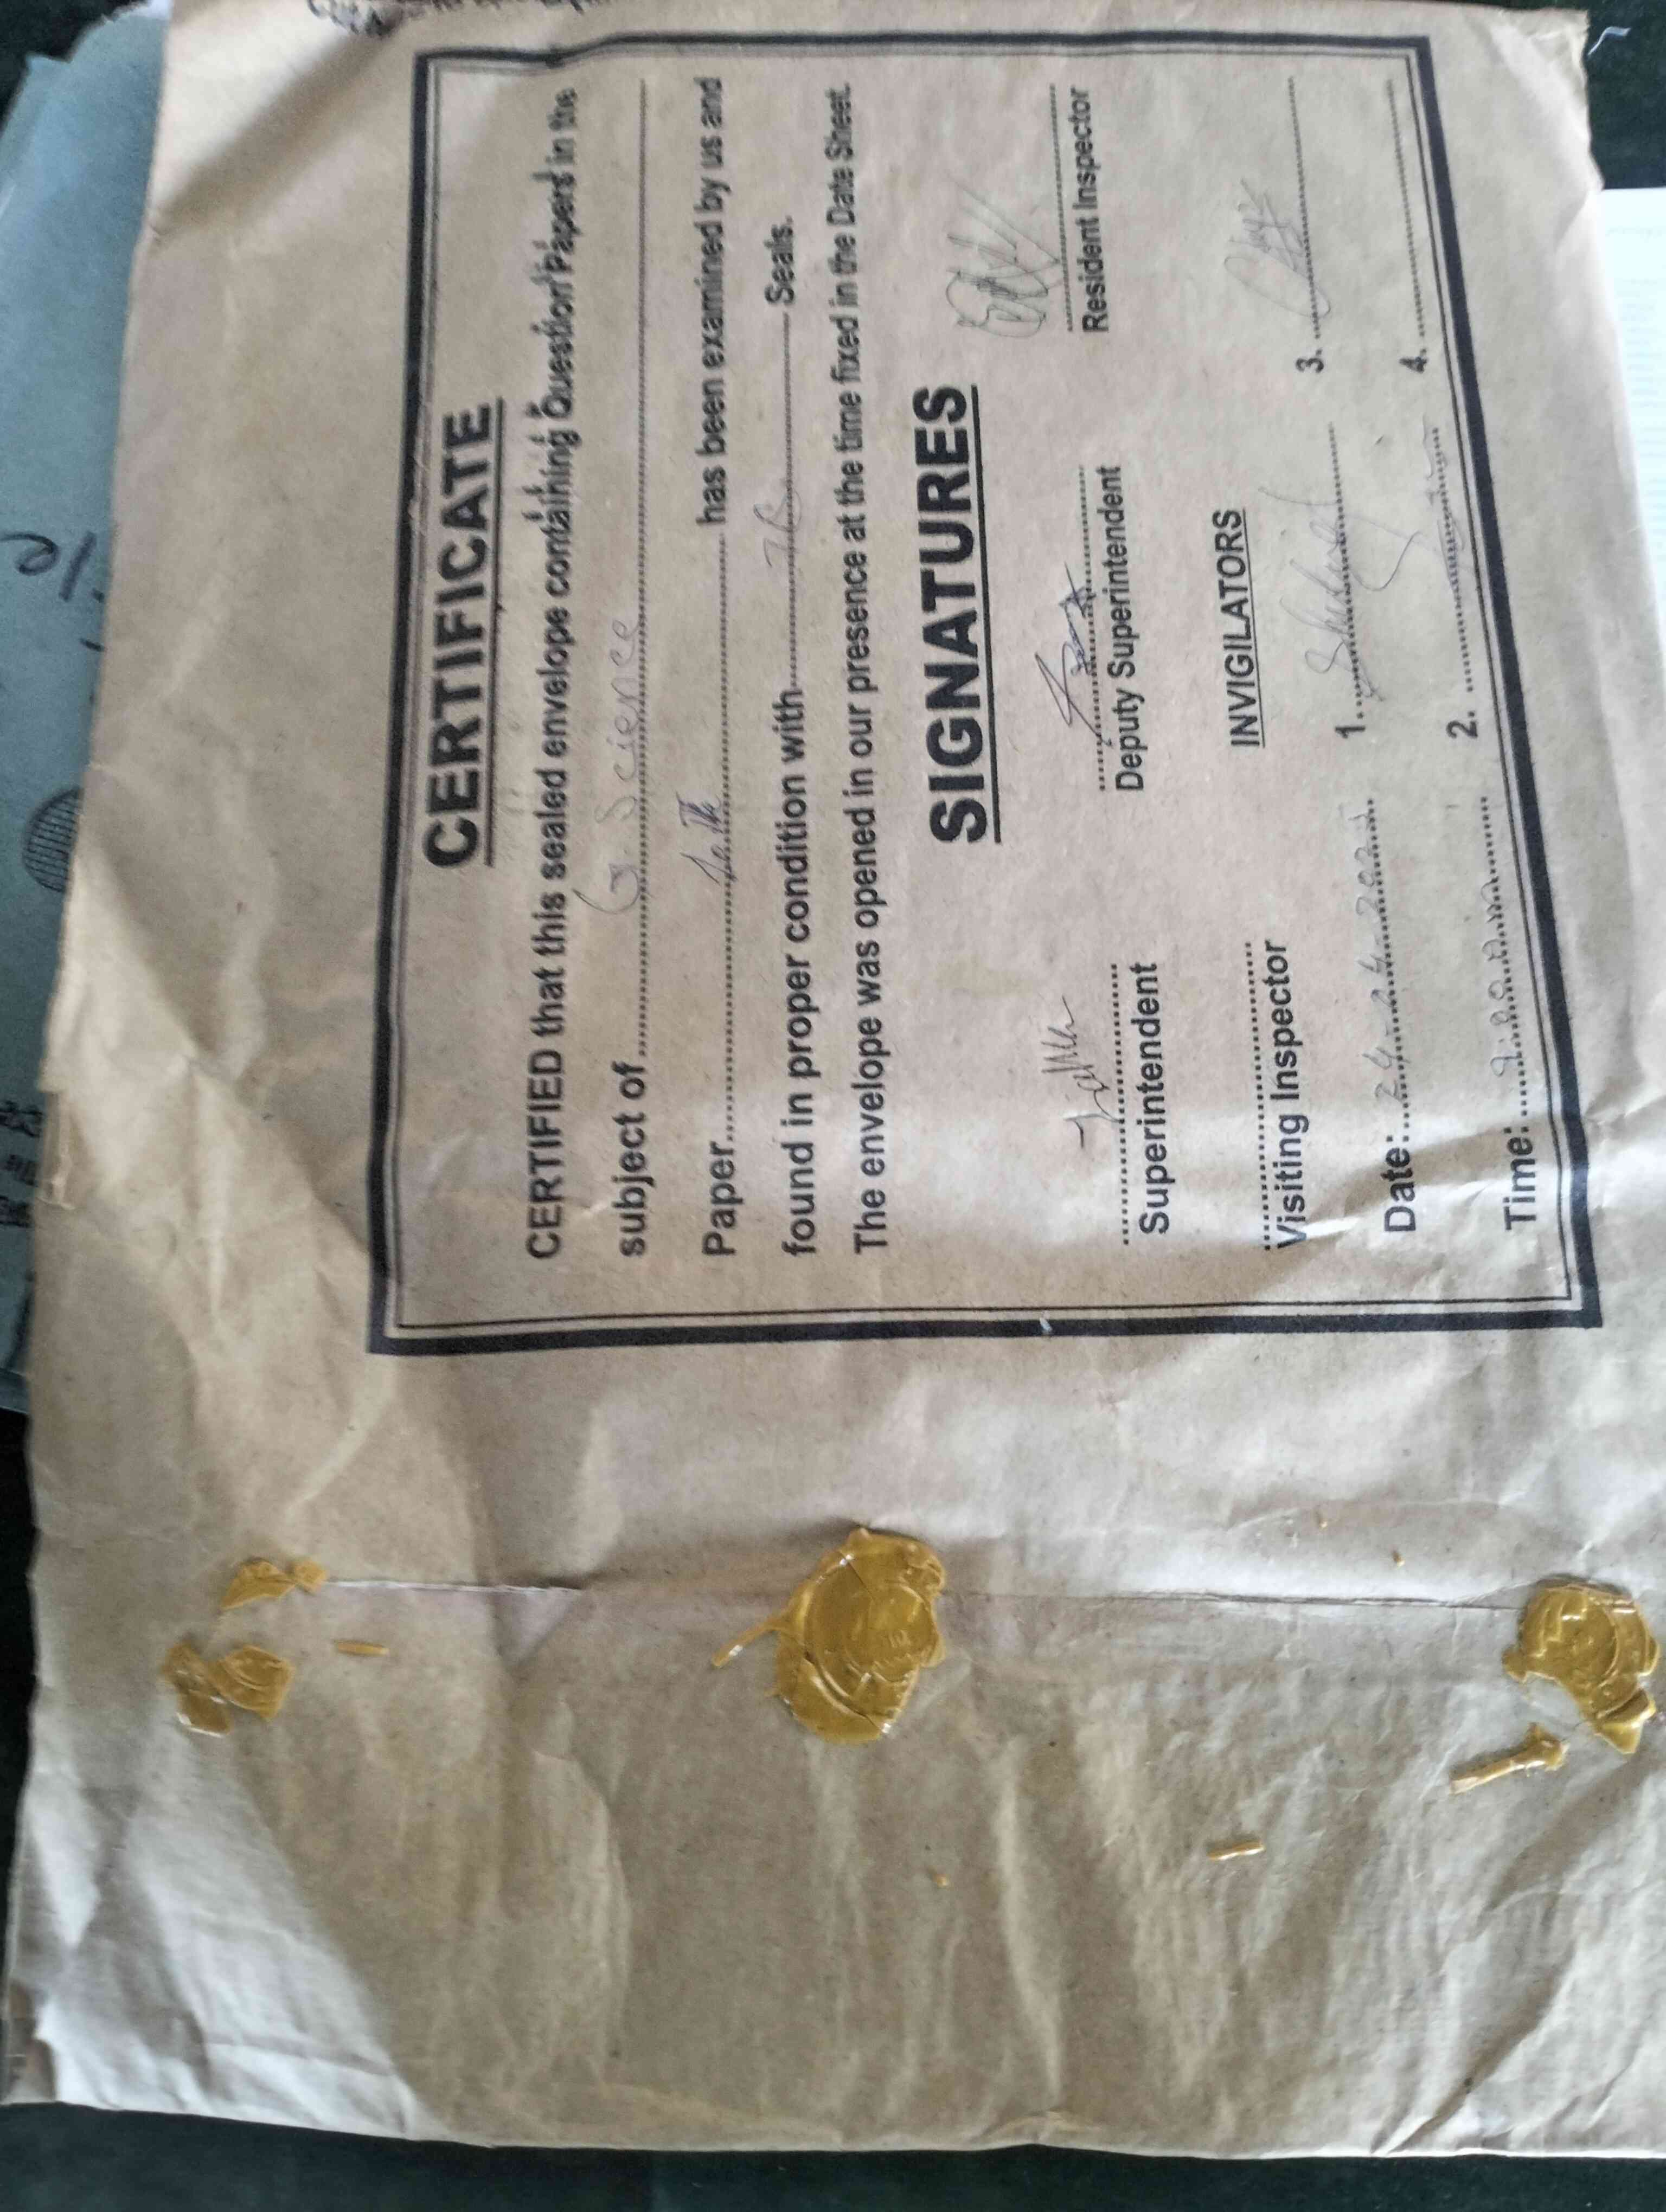 CERTIFICATE
CERTIFIED that this sealed envelope containing Question Papers in the
subject of G. Science
Paper has been examined by us and
found in proper condition with Seals.
The envelope was opened in our presence at the time fixed in the Date Sheet.
SIGNATURES
Superintendent Deputy Superintendent Resident Inspector
Visiting Inspector INVIGILATORS
1. 3.
Date:
2. 4.
Time: 9:00 a.m